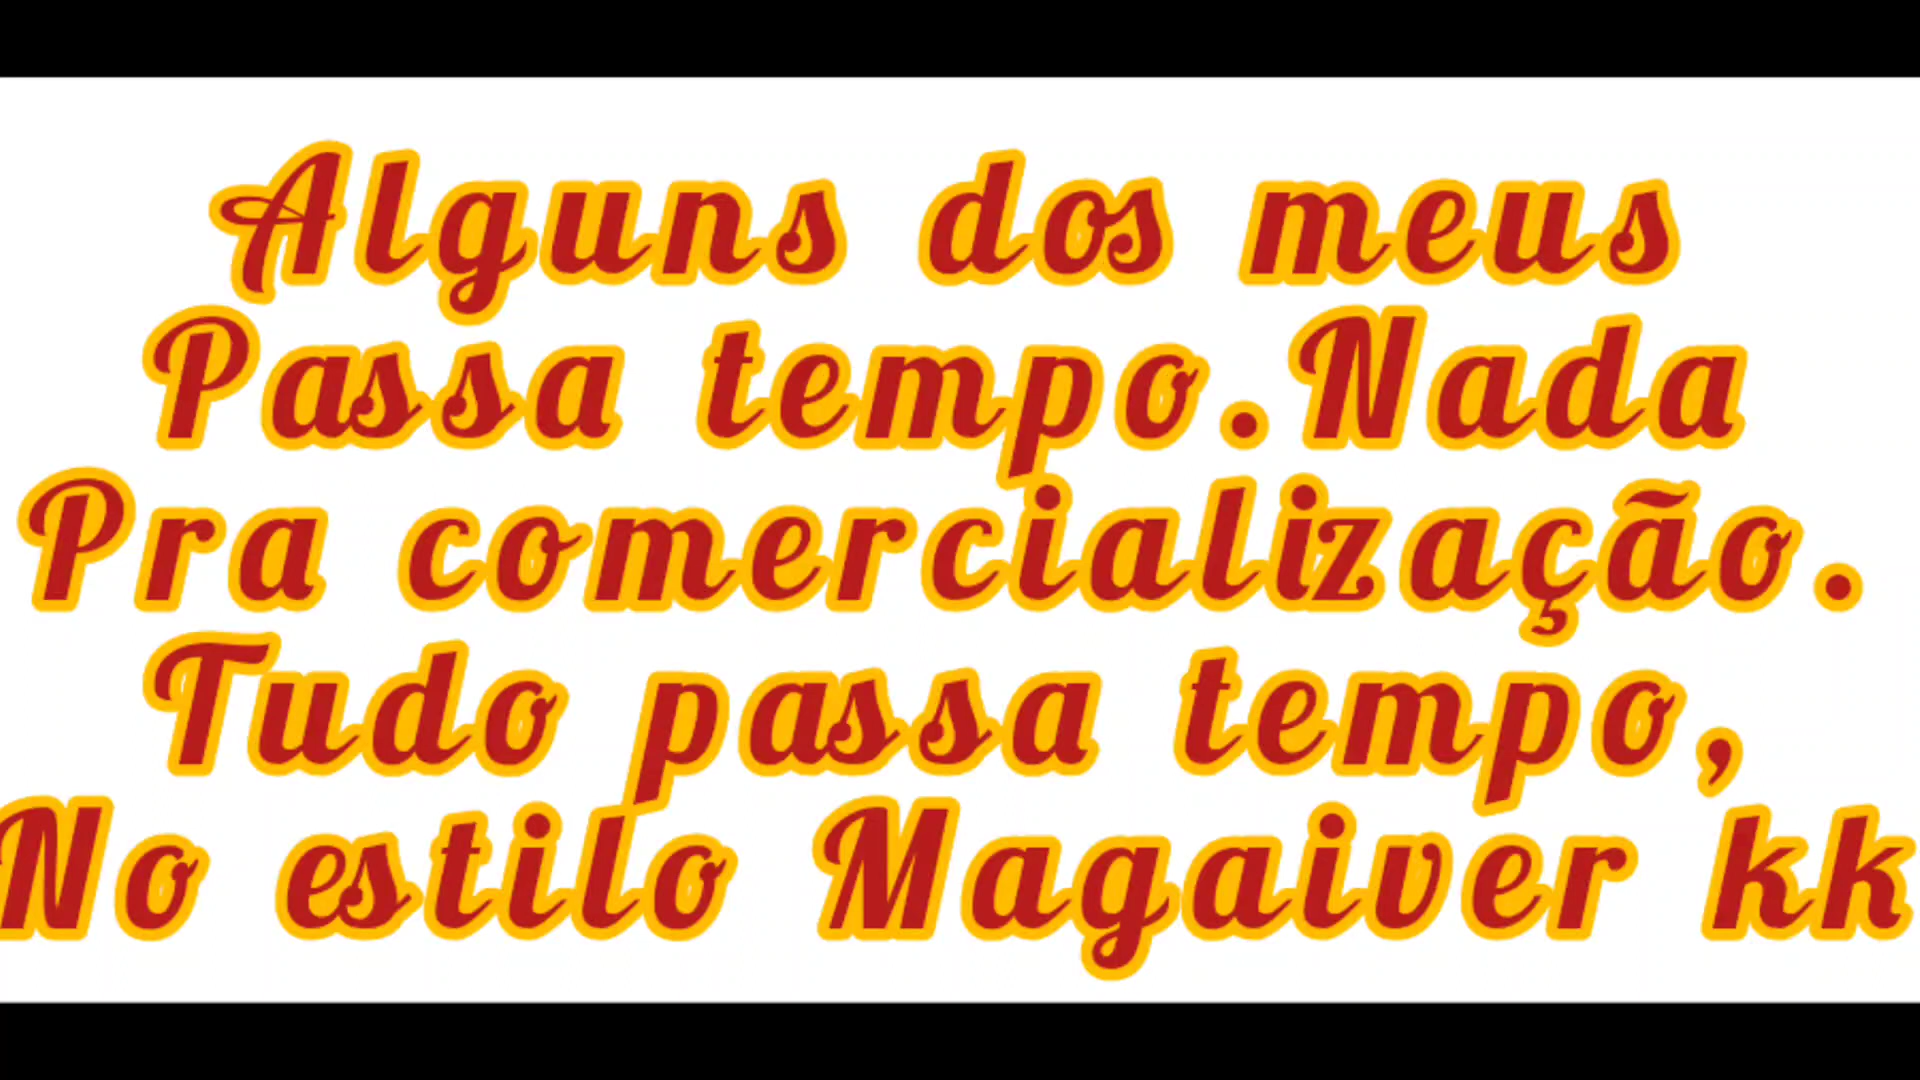 Alguns dos meus
Passa tempo.Nada
Pra comercialização.
Tudo passa tempo,
No estilo Magaiver kk